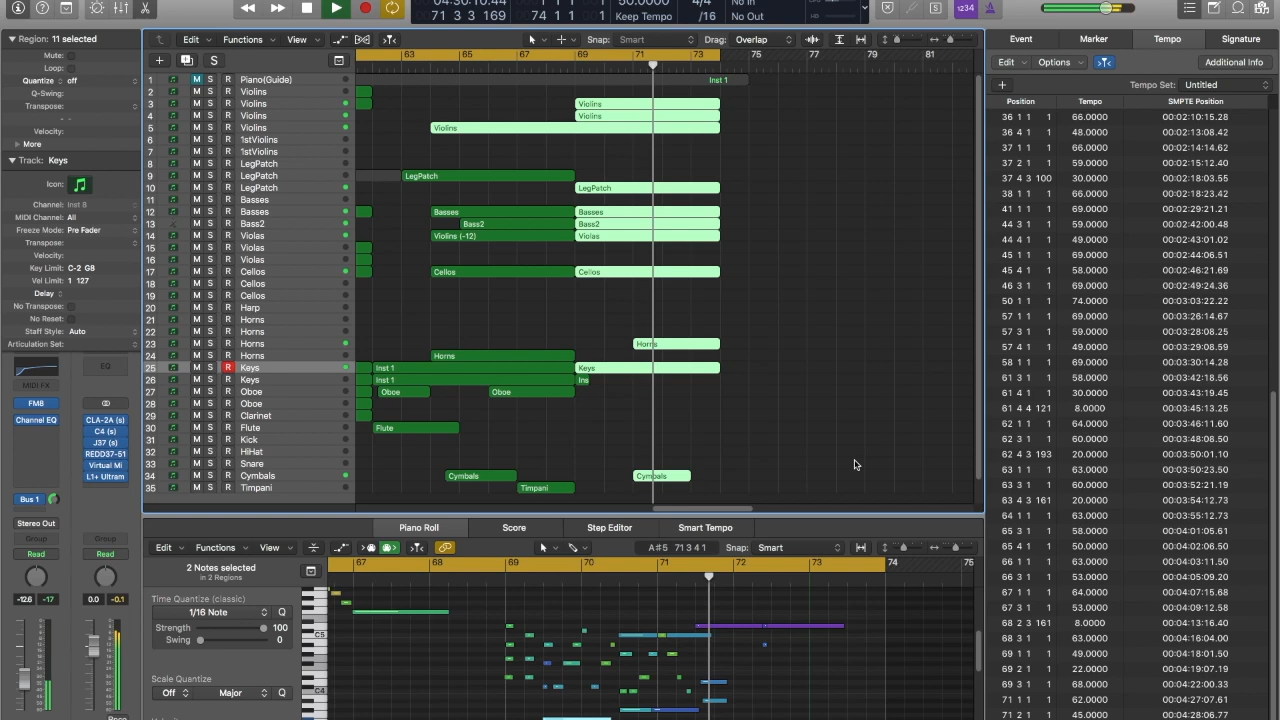 04:30:10:44
50.0000
4/4
No In
71 3 3 169
74 1 1 1
Keep Tempo
/16
No Out
1234
Region: 11 selected
Mute:
Loop:
Quantize off
Q-Swing:
Transpose:
Velocity:
More
Track: Keys
Icon:
Channel: Inst 8
MIDI Channel: All
reeze Mode: Pre Fader
Transpose:
Velocity:
Key Limit: C-2 G8
Vel Limit: 1 127
Delay
No Transpose:
No Reset:
Staff Style: Auto
Articulation Set:
EQ
MIDI FX
FM8
Channel EQ
CLA-2A (s)
C4 (s)
J37 (s)
REDD37-51
Virtual Mi
L1+ Ultram
Bus 1
Stereo Out
Group
Group
Read
Read
-12.6 -17
0.0 -0.1
Edit Functions View
Snap: Smart
Drag: Overlap
63 65 67 69 71 73 75 77 79 81
1 M S R Piano(Guide) Inst 1
2 M S R Violins
3 M S R Violins Violins
4 M S R Violins Violins
5 M S R Violins Violins
6 M S R 1stViolins
7 M S R 1stViolins
8 M S R LegPatch
9 M S R LegPatch LegPatch
10 M S R LegPatch LegPatch
11 M S R Basses
12 M S R Basses Basses Basses
13 M S R Bass2 Bass2 Bass2
14 M S R Violas Violins (-12) Violas
15 M S R Violas
16 M S R Violas
17 M S R Cellos Cellos Cellos
18 M S R Cellos
19 M S R Cellos
20 M S R Harp
21 M S R Horns
22 M S R Horns
23 M S R Horns Horns
24 M S R Horns Horns
25 M S R Keys Inst 1 Keys
26 M S R Keys Inst 1 Ins
27 M S R Oboe Oboe Oboe
28 M S R Oboe
29 M S R Clarinet
30 M S R Flute Flute
31 M S R Kick
32 M S R HiHat
33 M S R Snare
34 M S R Cymbals Cymbals Cymbals
35 M S R Timpani Timpani
Piano Roll Score Step Editor Smart Tempo
Edit Functions View
A#5 71 3 4 1
Snap: Smart
2 Notes selected
in 2 Regions
67 68 69 70 71 72 73 74 75
Time Quantize (classic)
1/16 Note Q
Strength 100
Swing 0
Scale Quantize
Off Major Q
C5
C4
Event Marker Tempo Signature
Edit Options Additional Info
Tempo Set: Untitled
Position Tempo SMPTE Position
36 1 1 1 66.0000 00:02:10:15.28
36 4 1 1 48.0000 00:02:13:08.42
37 1 1 1 66.0000 00:02:14:14.62
37 2 1 1 59.0000 00:02:15:12.40
37 4 3 100 30.0000 00:02:18:03.55
38 1 1 1 66.0000 00:02:18:23.42
41 1 1 1 59.0000 00:02:29:21.21
44 3 1 1 59.0000 00:02:42:00.48
44 4 1 1 49.0000 00:02:43:01.02
45 1 1 1 59.0000 00:02:44:06.51
45 4 1 1 58.0000 00:02:46:21.69
46 3 1 1 59.0000 00:02:49:24.36
50 1 1 1 74.0000 00:03:03:22.22
57 1 1 1 66.0000 00:03:26:14.67
57 3 1 1 59.0000 00:03:28:08.25
57 4 1 1 49.0000 00:03:29:08.59
58 1 1 1 69.0000 00:03:30:14.28
61 3 1 1 58.0000 00:03:42:18.56
61 4 1 1 30.0000 00:03:43:19.45
61 4 4 121 8.0000 00:03:45:13.25
62 1 1 1 64.0000 00:03:46:11.60
62 3 1 1 49.0000 00:03:48:08.50
62 4 3 193 20.0000 00:03:50:01.10
63 1 1 1 60.0000 00:03:50:23.50
63 3 1 1 59.0000 00:03:52:21.19
63 4 3 161 20.0000 00:03:54:12.73
64 1 1 1 63.0000 00:03:55:12.73
65 3 1 1 58.0000 00:04:01:05.61
65 4 1 1 50.0000 00:04:02:06.50
66 1 1 1 63.0000 00:04:03:11.50
66 3 1 1 53.0000 00:04:05:09.20
67 1 1 1 64.0000 00:04:07:15.68
67 3 1 1 53.0000 00:04:09:12.58
68 2 3 161 8.0000 00:04:13:16.40
68 3 1 1 63.0000 00:04:16:04.00
69 1 1 1 48.0000 00:04:18:01.50
69 2 1 1 22.0000 00:04:19:07.19
69 3 1 1 58.0000 00:04:22:00.33
71 1 1 1 49.0000 00:04:27:07.61
71 2 1 1 45.0000 00:04:28:13.01